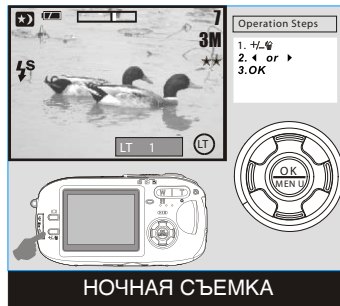 7
3M
★★
S
LT 1
LT
Operation Steps
1. +/–
2. ◂ or ▸
3.OK
OK
MENU
W T
НОЧНАЯ СЪЕМКА